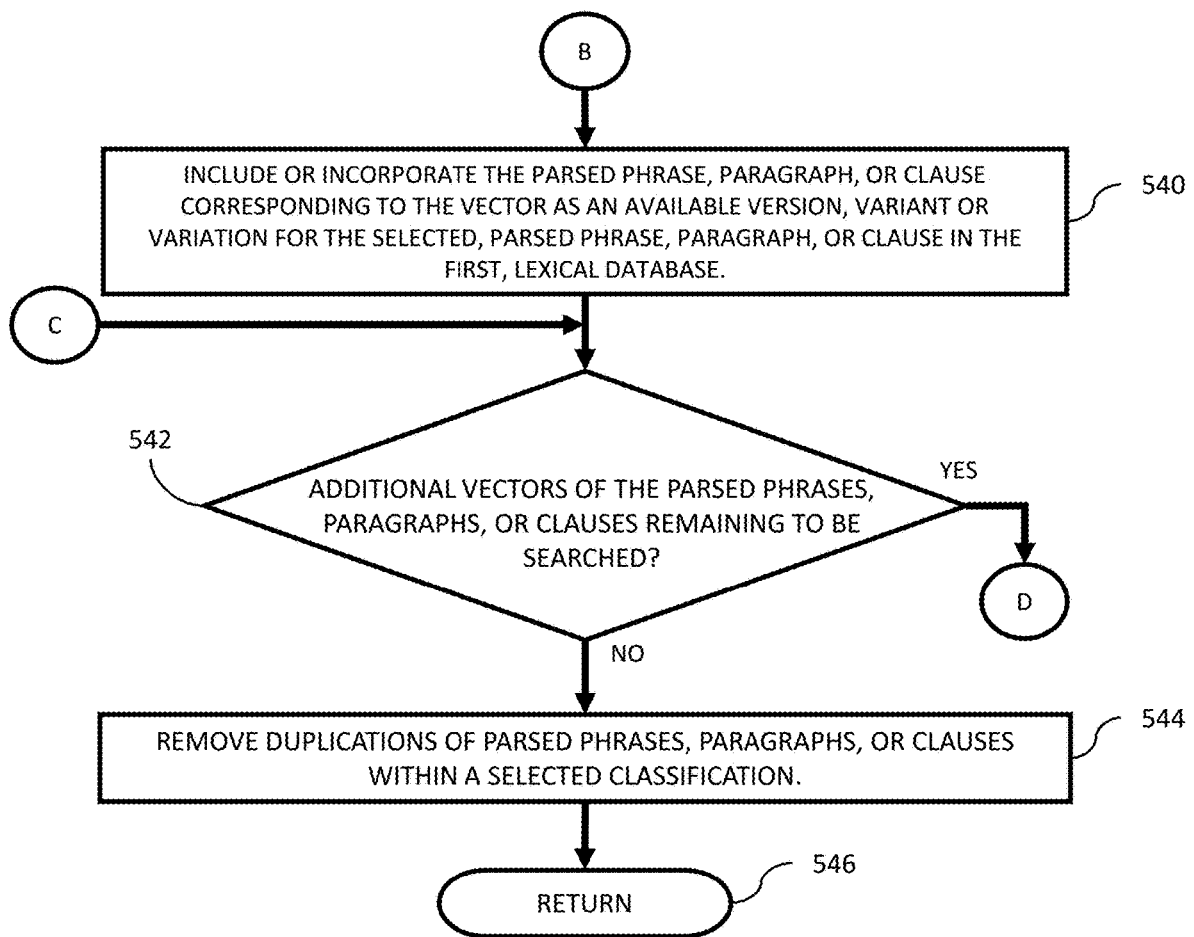 B
INCLUDE OR INCORPORATE THE PARSED PHRASE, PARAGRAPH, OR CLAUSE
CORRESPONDING TO THE VECTOR AS AN AVAILABLE VERSION, VARIANT OR
VARIATION FOR THE SELECTED, PARSED PHRASE, PARAGRAPH, OR CLAUSE IN THE
FIRST, LEXICAL DATABASE.
540
C
542
ADDITIONAL VECTORS OF THE PARSED PHRASES,
PARAGRAPHS, OR CLAUSES REMAINING TO BE
SEARCHED?
YES
D
NO
REMOVE DUPLICATIONS OF PARSED PHRASES, PARAGRAPHS, OR CLAUSES
WITHIN A SELECTED CLASSIFICATION.
544
RETURN
546